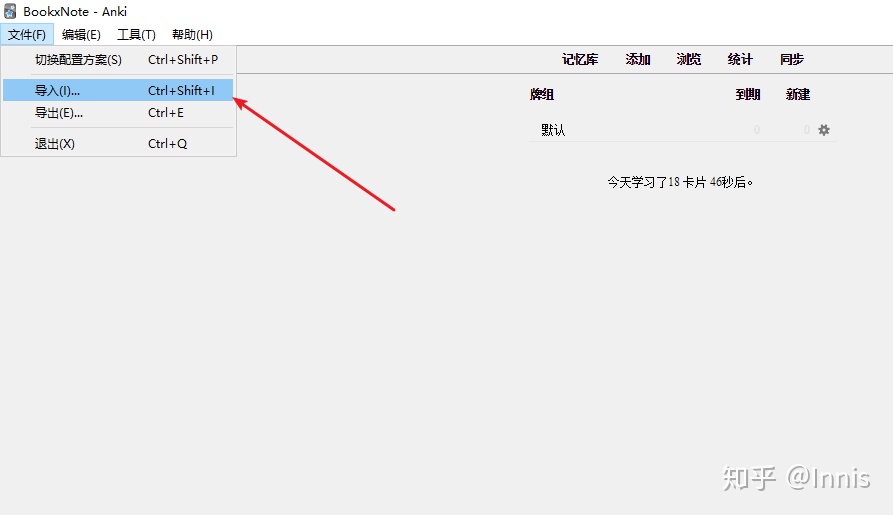 BookxNote - Anki
文件(F) 编辑(E) 工具(T) 帮助(H)
切换配置方案(S) Ctrl+Shift+P
导入(I)... Ctrl+Shift+I
导出(E)... Ctrl+E
退出(X) Ctrl+Q
记忆库 添加 浏览 统计 同步
牌组 到期 新建
默认 0 0
今天学习了18 卡片 46秒后。
知乎 @Innis